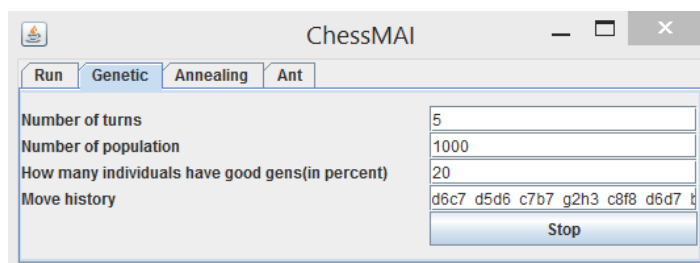 ChessMAI
Run Genetic Annealing Ant
Number of turns 5
Number of population 1000
How many individuals have good gens(in percent) 20
Move history d6c7 d5d6 c7b7 g2h3 c8f8 d6d7
Stop